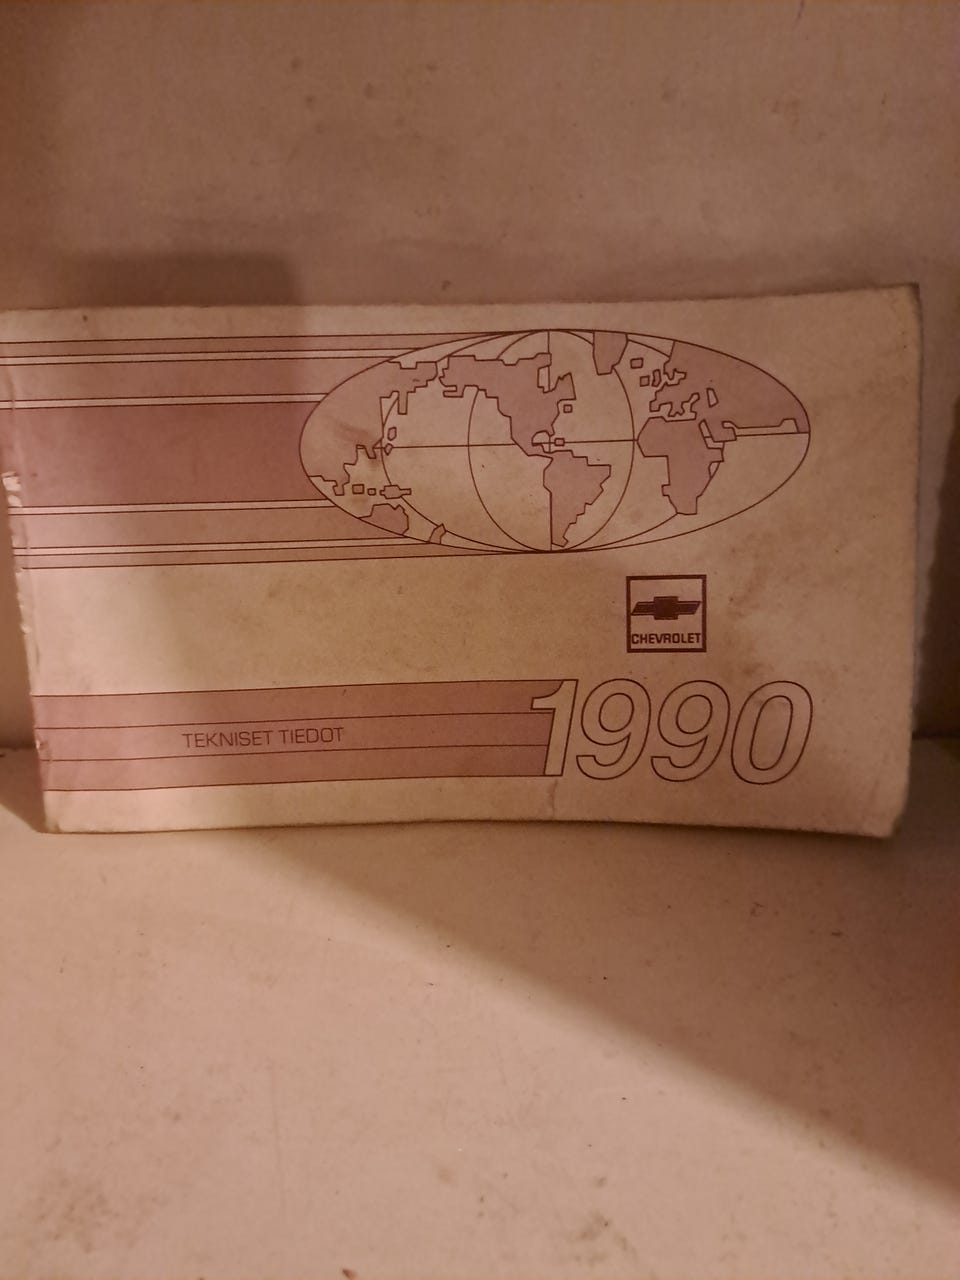 CHEVROLET
TEKNISET TIEDOT
1990